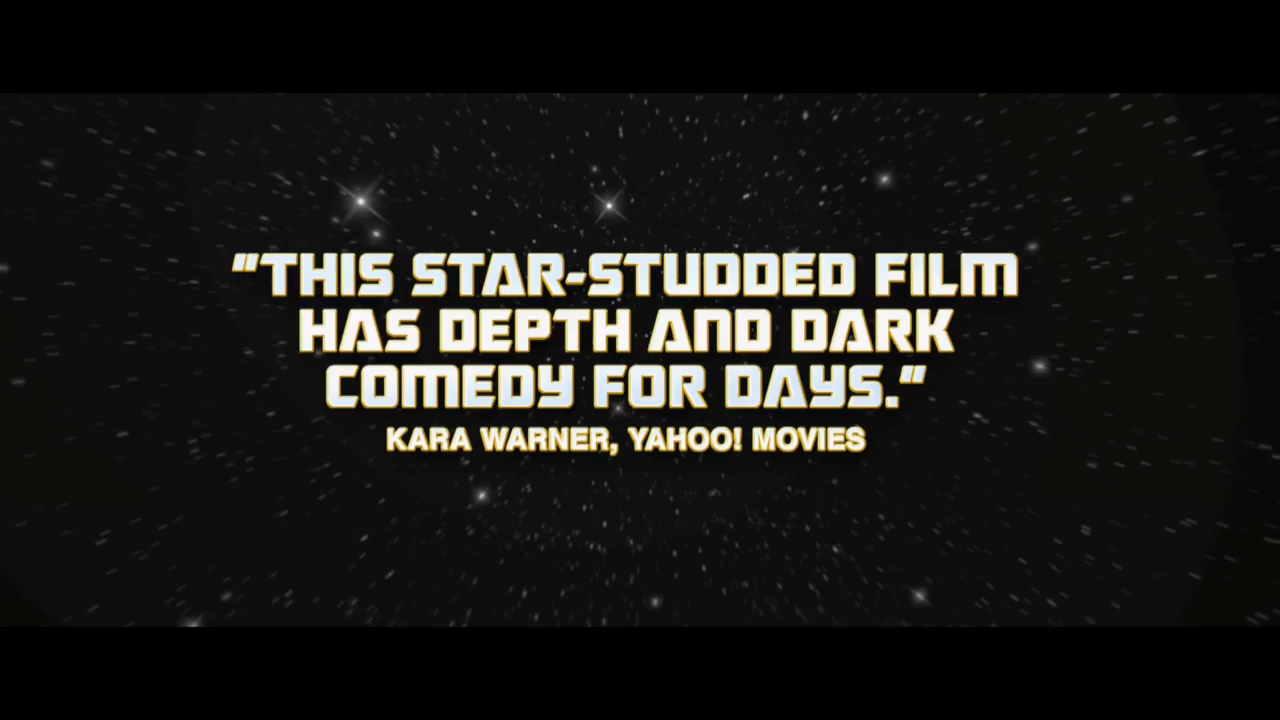 "THIS STAR-STUDDED FILM
HAS DEPTH AND DARK
COMEDY FOR DAYS."
KARA WARNER, YAHOO! MOVIES